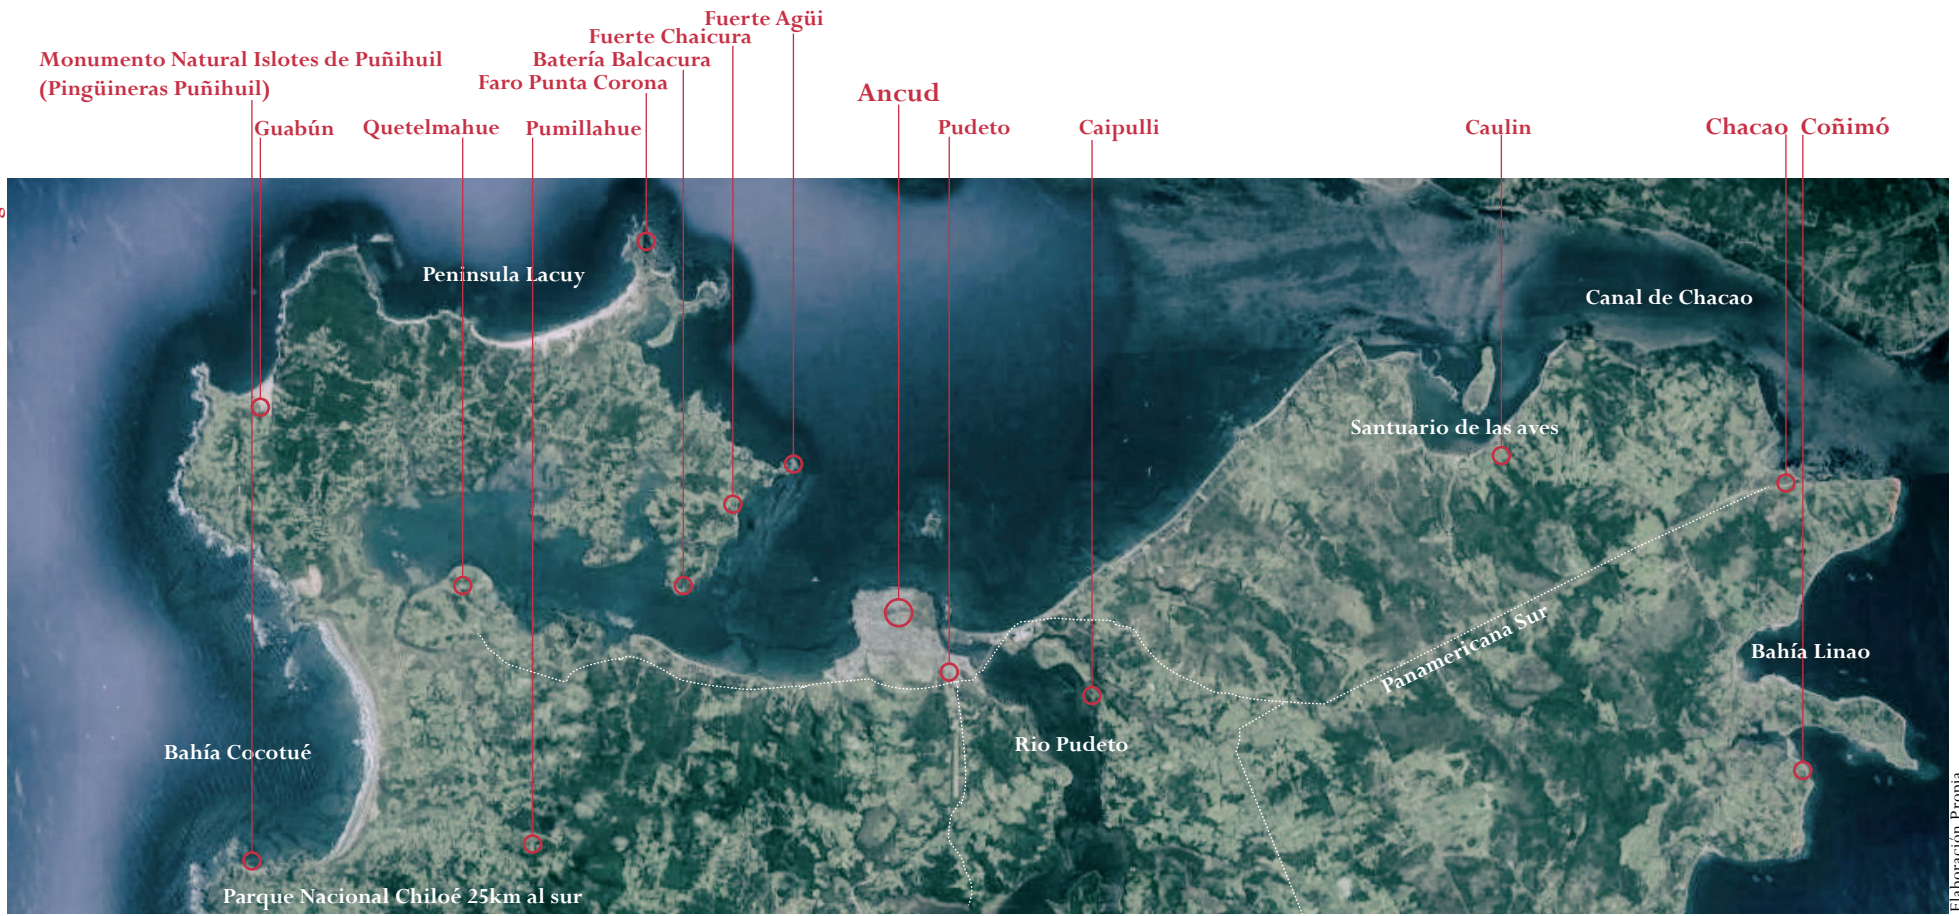 Fuerte Agüi
Fuerte Chaicura
Monumento Natural Islotes de Puñihuil
(Pingüineras Puñihuil)
Batería Balcacura
Faro Punta Corona
Ancud
Guabún
Quetelmahue
Pumillahue
Pudeto
Caipulli
Caulin
Chacao
Coñimó
Peninsula Lacuy
Canal de Chacao
Santuario de las aves
Panamericana Sur
Bahía Linao
Bahía Cocotué
Rio Pudeto
Parque Nacional Chiloé 25km al sur
Elaboración Propia